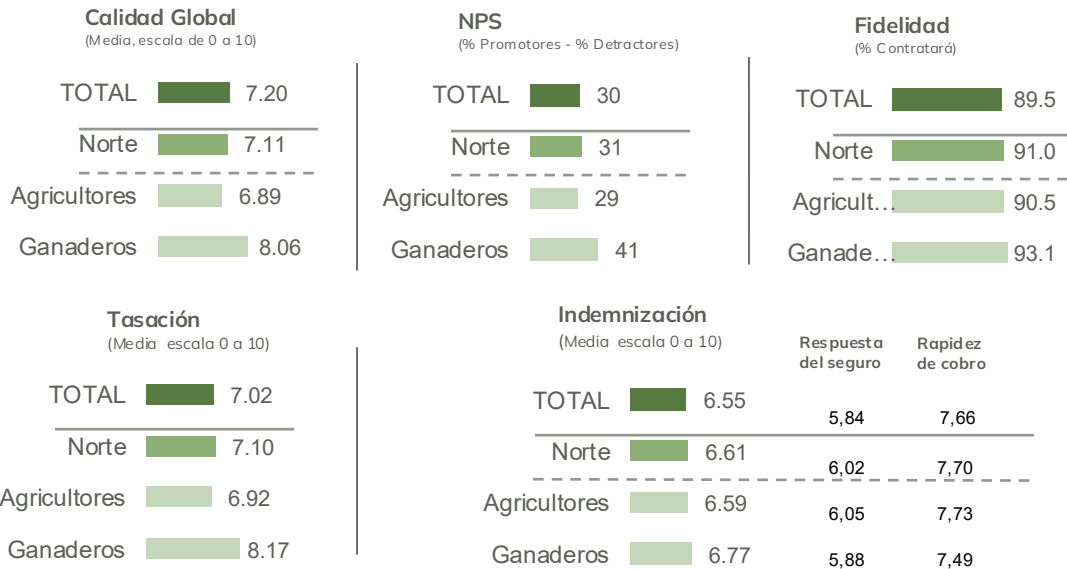 Calidad Global
(Media, escala de 0 a 10)
TOTAL 7.20
Norte 7.11
Agricultores 6.89
Ganaderos 8.06
NPS
(% Promotores - % Detractores)
TOTAL 30
Norte 31
Agricultores 29
Ganaderos 41
Fidelidad
(% Contratará)
TOTAL 89.5
Norte 91.0
Agricult... 90.5
Ganade... 93.1
Tasación
(Media escala 0 a 10)
TOTAL 7.02
Norte 7.10
Agricultores 6.92
Ganaderos 8.17
Indemnización
(Media escala 0 a 10)
Respuesta
del seguro
Rapidez
de cobro
TOTAL 6.55 5,84 7,66
Norte 6.61 6,02 7,70
Agricultores 6.59 6,05 7,73
Ganaderos 6.77 5,88 7,49